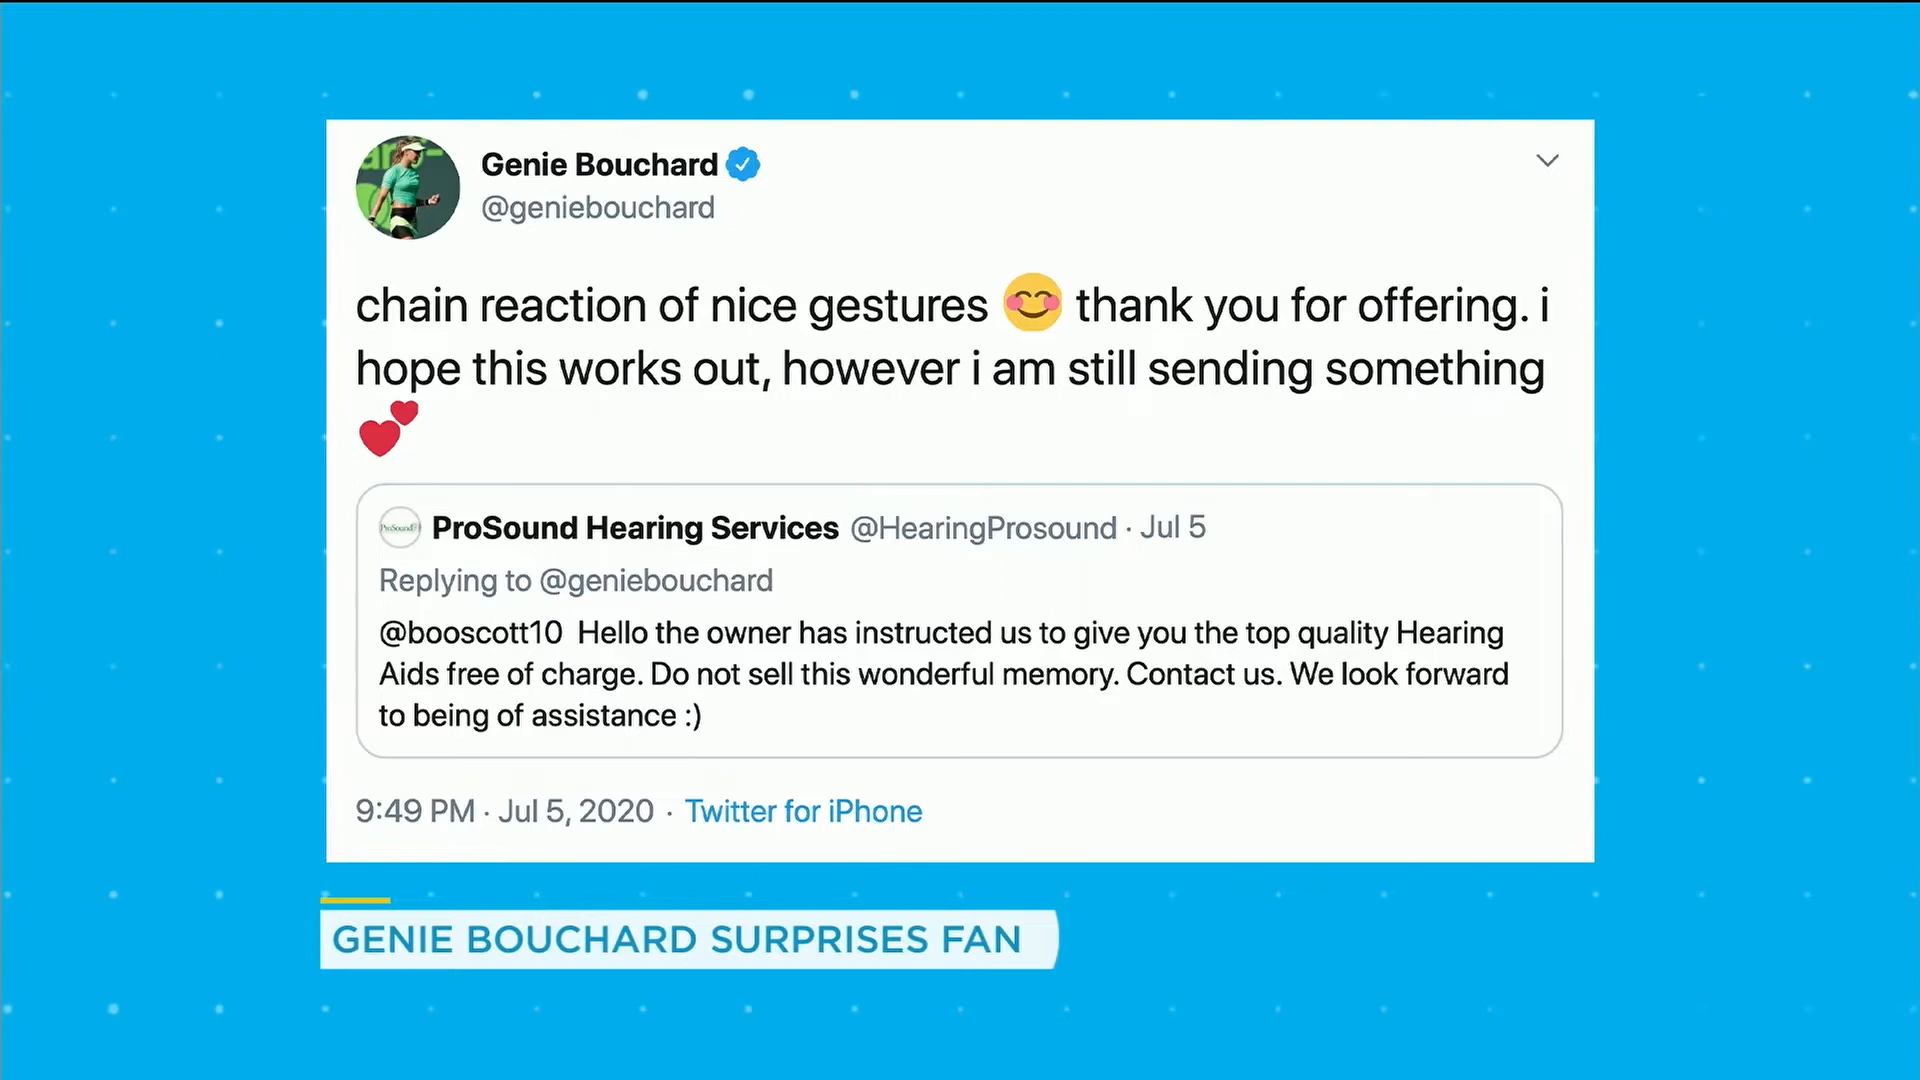 Genie Bouchard
@geniebouchard
chain reaction of nice gestures 😊 thank you for offering. i
hope this works out, however i am still sending something
💕
ProSound Hearing Services @HearingProsound · Jul 5
Replying to @geniebouchard
@booscott10 Hello the owner has instructed us to give you the top quality Hearing
Aids free of charge. Do not sell this wonderful memory. Contact us. We look forward
to being of assistance :)
9:49 PM · Jul 5, 2020 · Twitter for iPhone
GENIE BOUCHARD SURPRISES FAN